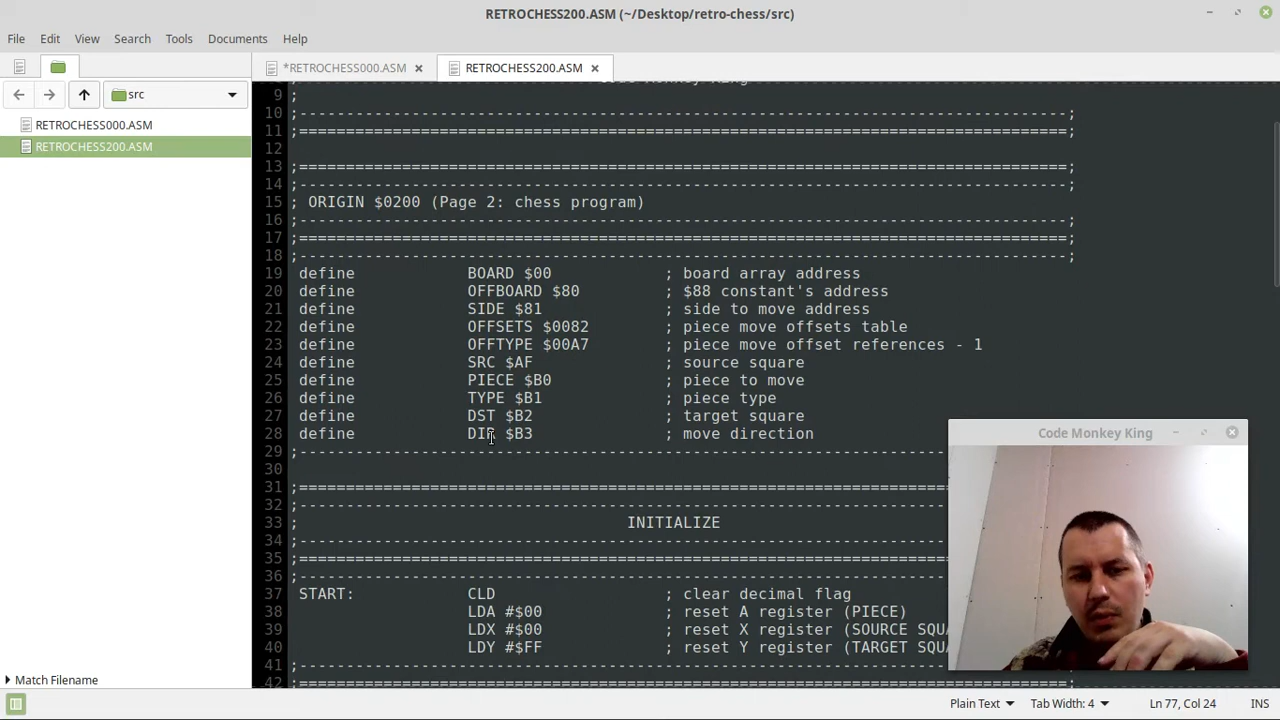 RETROCHESS200.ASM (~/Desktop/retro-chess/src)
File Edit View Search Tools Documents Help
*RETROCHESS000.ASM RETROCHESS200.ASM
src
RETROCHESS000.ASM
RETROCHESS200.ASM
9 ;
10 ;----------------------------------------------------------------------------------;
11 ;==================================================================================;
12
13 ;==================================================================================;
14 ;----------------------------------------------------------------------------------;
15 ; ORIGIN $0200 (Page 2: chess program)
16 ;----------------------------------------------------------------------------------;
17 ;==================================================================================;
18 ;----------------------------------------------------------------------------------;
19 define BOARD $00 ; board array address
20 define OFFBOARD $80 ; $88 constant's address
21 define SIDE $81 ; side to move address
22 define OFFSETS $0082 ; piece move offsets table
23 define OFFTYPE $00A7 ; piece move offset references - 1
24 define SRC $AF ; source square
25 define PIECE $B0 ; piece to move
26 define TYPE $B1 ; piece type
27 define DST $B2 ; target square
28 define DIR $B3 ; move direction
29 ;----------------------------------------------------------------------
30
31 ;======================================================================
32 ;----------------------------------------------------------------------
33 ; INITIALIZE
34 ;----------------------------------------------------------------------
35 ;======================================================================
36 ;----------------------------------------------------------------------
37 START: CLD ; clear decimal flag
38 LDA #$00 ; reset A register (PIECE)
39 LDX #$00 ; reset X register (SOURCE
40 LDY #$FF ; reset Y register (TARGET
41 ;----------------------------------------------------------------------
42 ;==================================================================================;
Code Monkey King
Match Filename
Plain Text Tab Width: 4 Ln 77, Col 24 INS